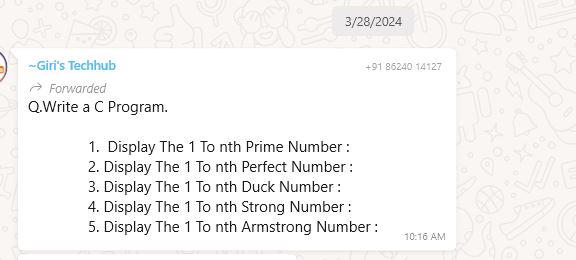 3/28/2024
~Giri's Techhub +91 86240 14127
Forwarded
Q.Write a C Program.
1. Display The 1 To nth Prime Number :
2. Display The 1 To nth Perfect Number :
3. Display The 1 To nth Duck Number :
4. Display The 1 To nth Strong Number :
5. Display The 1 To nth Armstrong Number :
10:16 AM